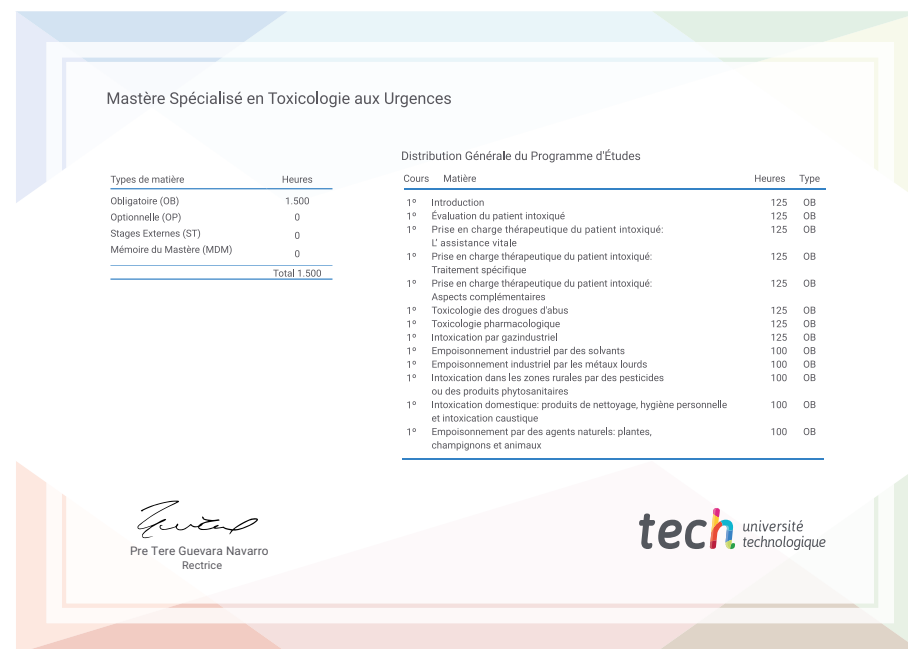 Mastère Spécialisé en Toxicologie aux Urgences
Types de matière Heures
Obligatoire (OB) 1.500
Optionnelle (OP) 0
Stages Externes (ST) 0
Mémoire du Mastère (MDM) 0
Total 1.500
Distribution Générale du Programme d'Études
Cours Matière Heures Type
1º Introduction 125 OB
1º Évaluation du patient intoxiqué 125 OB
1º Prise en charge thérapeutique du patient intoxiqué: 125 OB
L' assistance vitale
1º Prise en charge thérapeutique du patient intoxiqué: 125 OB
Traitement spécifique
1º Prise en charge thérapeutique du patient intoxiqué: 125 OB
Aspects complémentaires
1º Toxicologie des drogues d'abus 125 OB
1º Toxicologie pharmacologique 125 OB
1º Intoxication par gazindustriel 125 OB
1º Empoisonnement industriel par des solvants 100 OB
1º Empoisonnement industriel par les métaux lourds 100 OB
1º Intoxication dans les zones rurales par des pesticides 100 OB
ou des produits phytosanitaires
1º Intoxication domestique: produits de nettoyage, hygiène personnelle 100 OB
et intoxication caustique
1º Empoisonnement par des agents naturels: plantes, 100 OB
champignons et animaux
Pre Tere Guevara Navarro
Rectrice
tech université
technologique